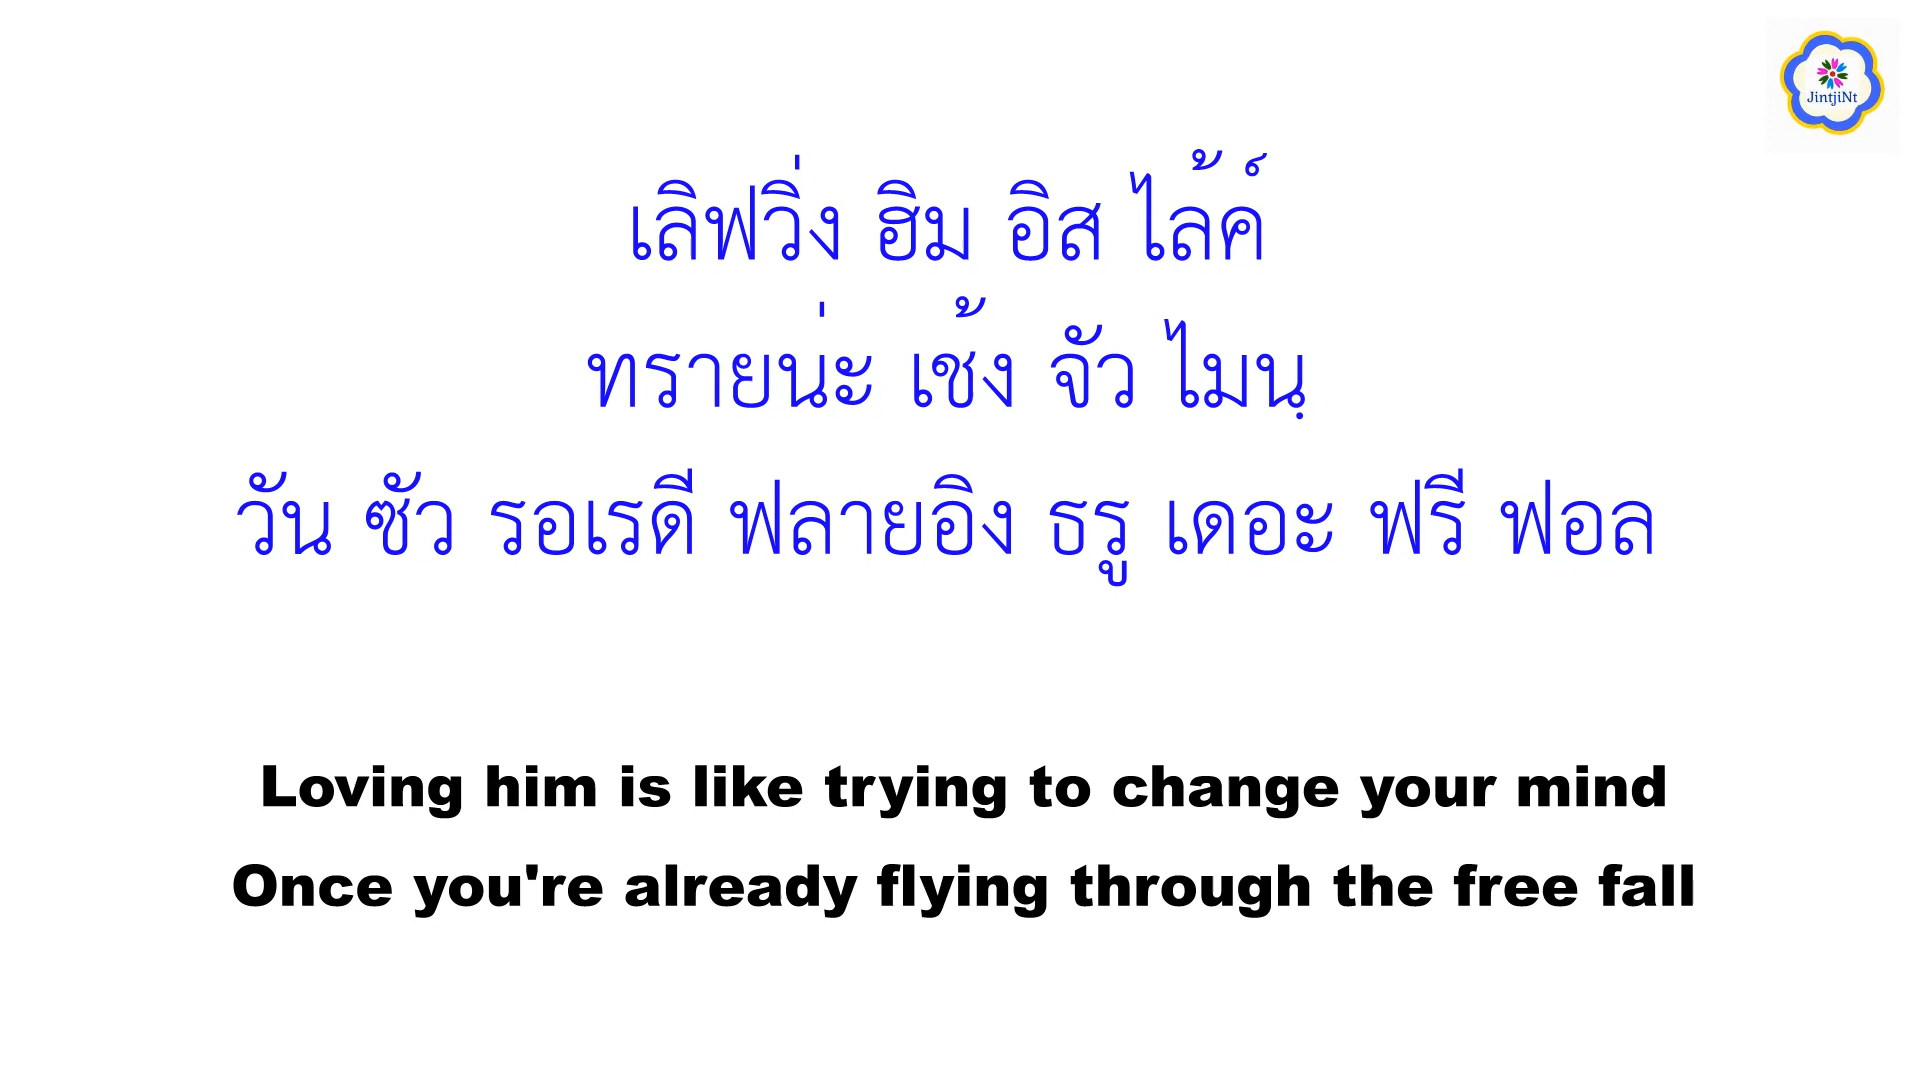 JintjiNt
เลิฟวิ่ง ฮิม อิส ไล้ค์
ทรายน่ะ เช้ง จัว ไมนฺ
วัน ซัว รอเรดี ฟลายอิง ธรู เดอะ ฟรี ฟอล
Loving him is like trying to change your mind
Once you're already flying through the free fall